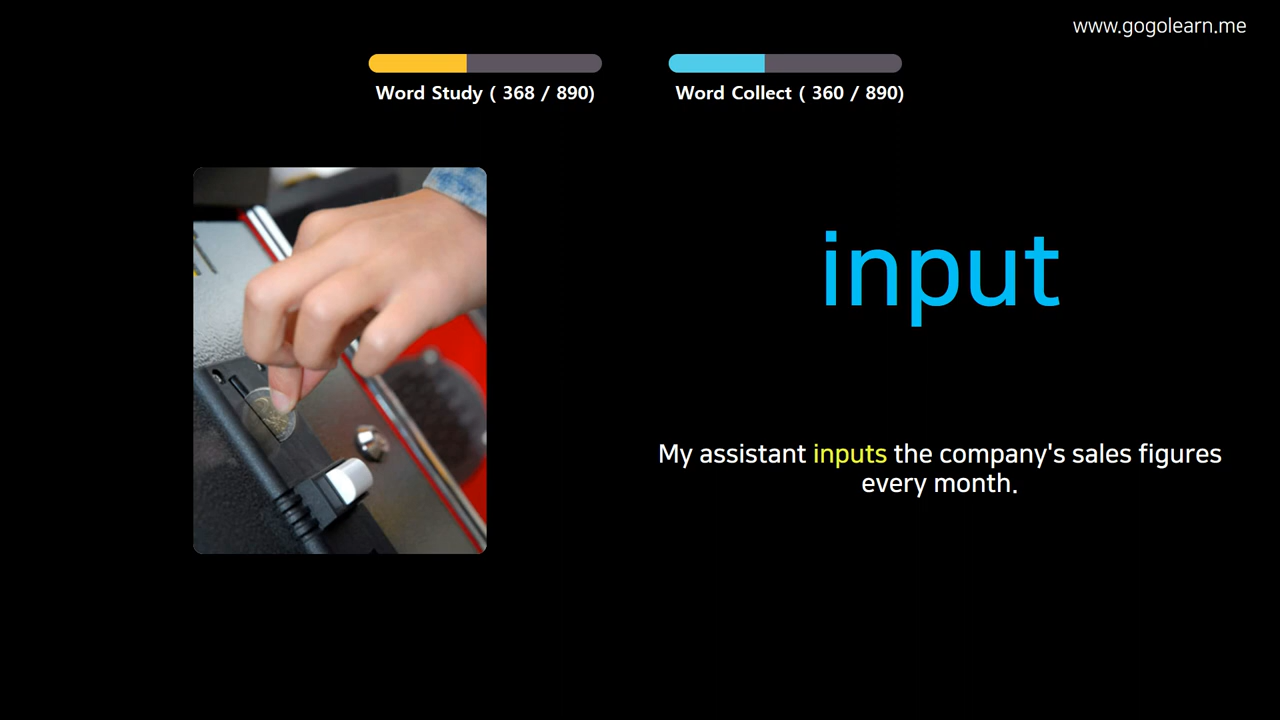 www.gogolearn.me
Word Study ( 368 / 890)
Word Collect ( 360 / 890)
input
My assistant inputs the company's sales figures
every month.